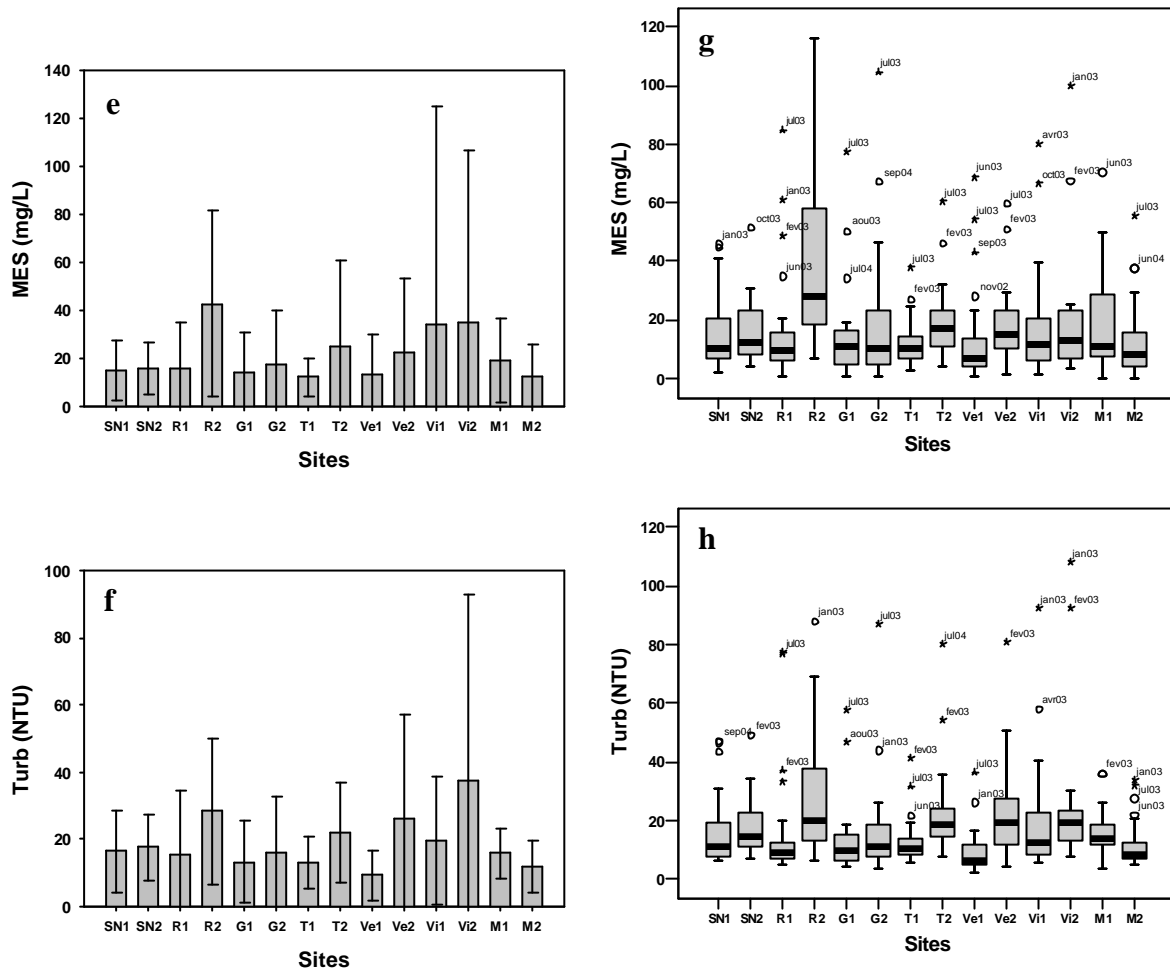 e
MES (mg/L)
140
120
100
80
60
40
20
0
SN1 SN2 R1 R2 G1 G2 T1 T2 Ve1 Ve2 Vi1 Vi2 M1 M2
Sites
g
MES (mg/L)
120
100
80
60
40
20
0
jul03
jan03
jul03
avr03
jul03
sep04
fev03
oct03
jun03
jun03
jan03
jul03
jul03
jul03
jul03
oct03
aou03
fev03
fev03
jan03
fev03
sep03
jun03
jul04
jul03
jun04
fev03
nov02
SN1 SN2 R1 R2 G1 G2 T1 T2 Ve1 Ve2 Vi1 Vi2 M1 M2
Sites
f
Turb (NTU)
100
80
60
40
20
0
SN1 SN2 R1 R2 G1 G2 T1 T2 Ve1 Ve2 Vi1 Vi2 M1 M2
Sites
h
Turb (NTU)
120
100
80
60
40
20
0
jan03
jan03
fev03
jan03
jul03
jul04
fev03
jul03
jul03
avr03
fev03
sep04
fev03
aou03
jan03
fev03
fev03
jul03
jul03
fev03
jan03
jun03
jan03
jul03
jun03
SN1 SN2 R1 R2 G1 G2 T1 T2 Ve1 Ve2 Vi1 Vi2 M1 M2
Sites